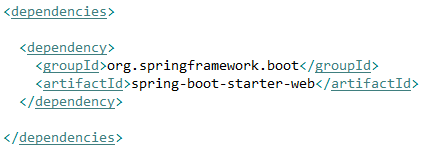 <dependencies>
<dependency>
<groupId>org.springframework.boot</groupId>
<artifactId>spring-boot-starter-web</artifactId>
</dependency>
</dependencies>